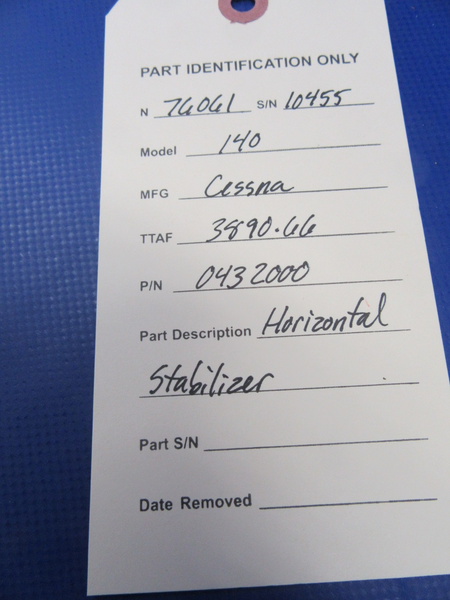 PART IDENTIFICATION ONLY
N 76061 S/N 10455
Model 140
MFG Cessna
TTAF 3890.66
P/N 0432000
Part Description Horizontal
Stabilizer
Part S/N
Date Removed